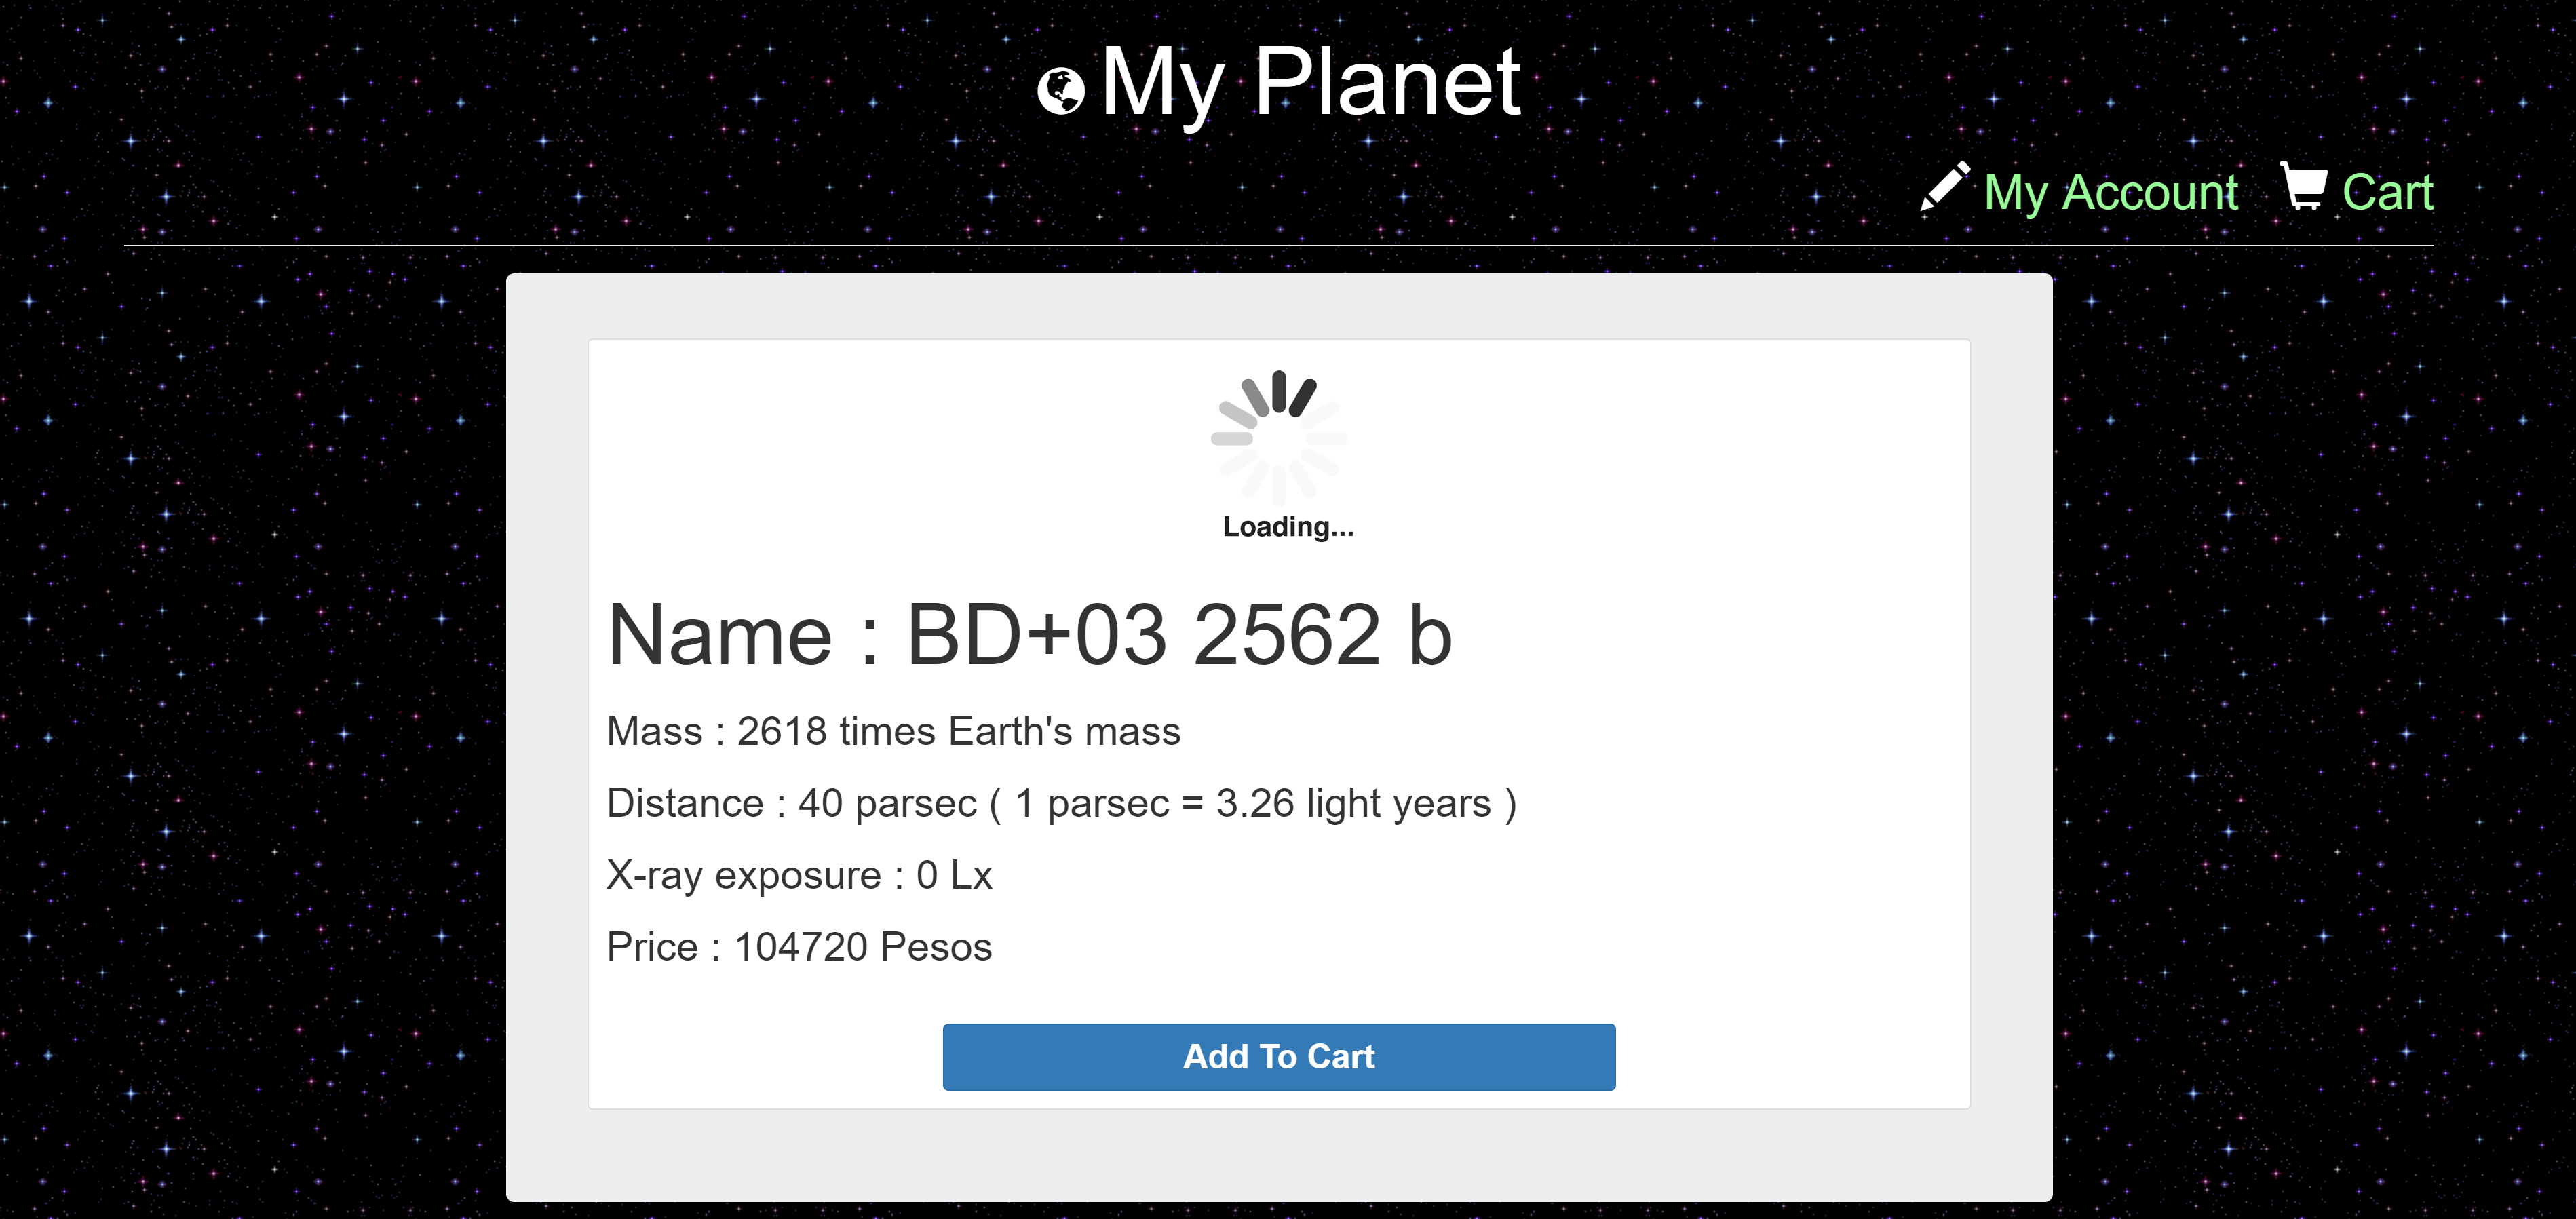 My Planet
My Account Cart
Loading...
Name : BD+03 2562 b
Mass : 2618 times Earth's mass
Distance : 40 parsec ( 1 parsec = 3.26 light years )
X-ray exposure : 0 Lx
Price : 104720 Pesos
Add To Cart